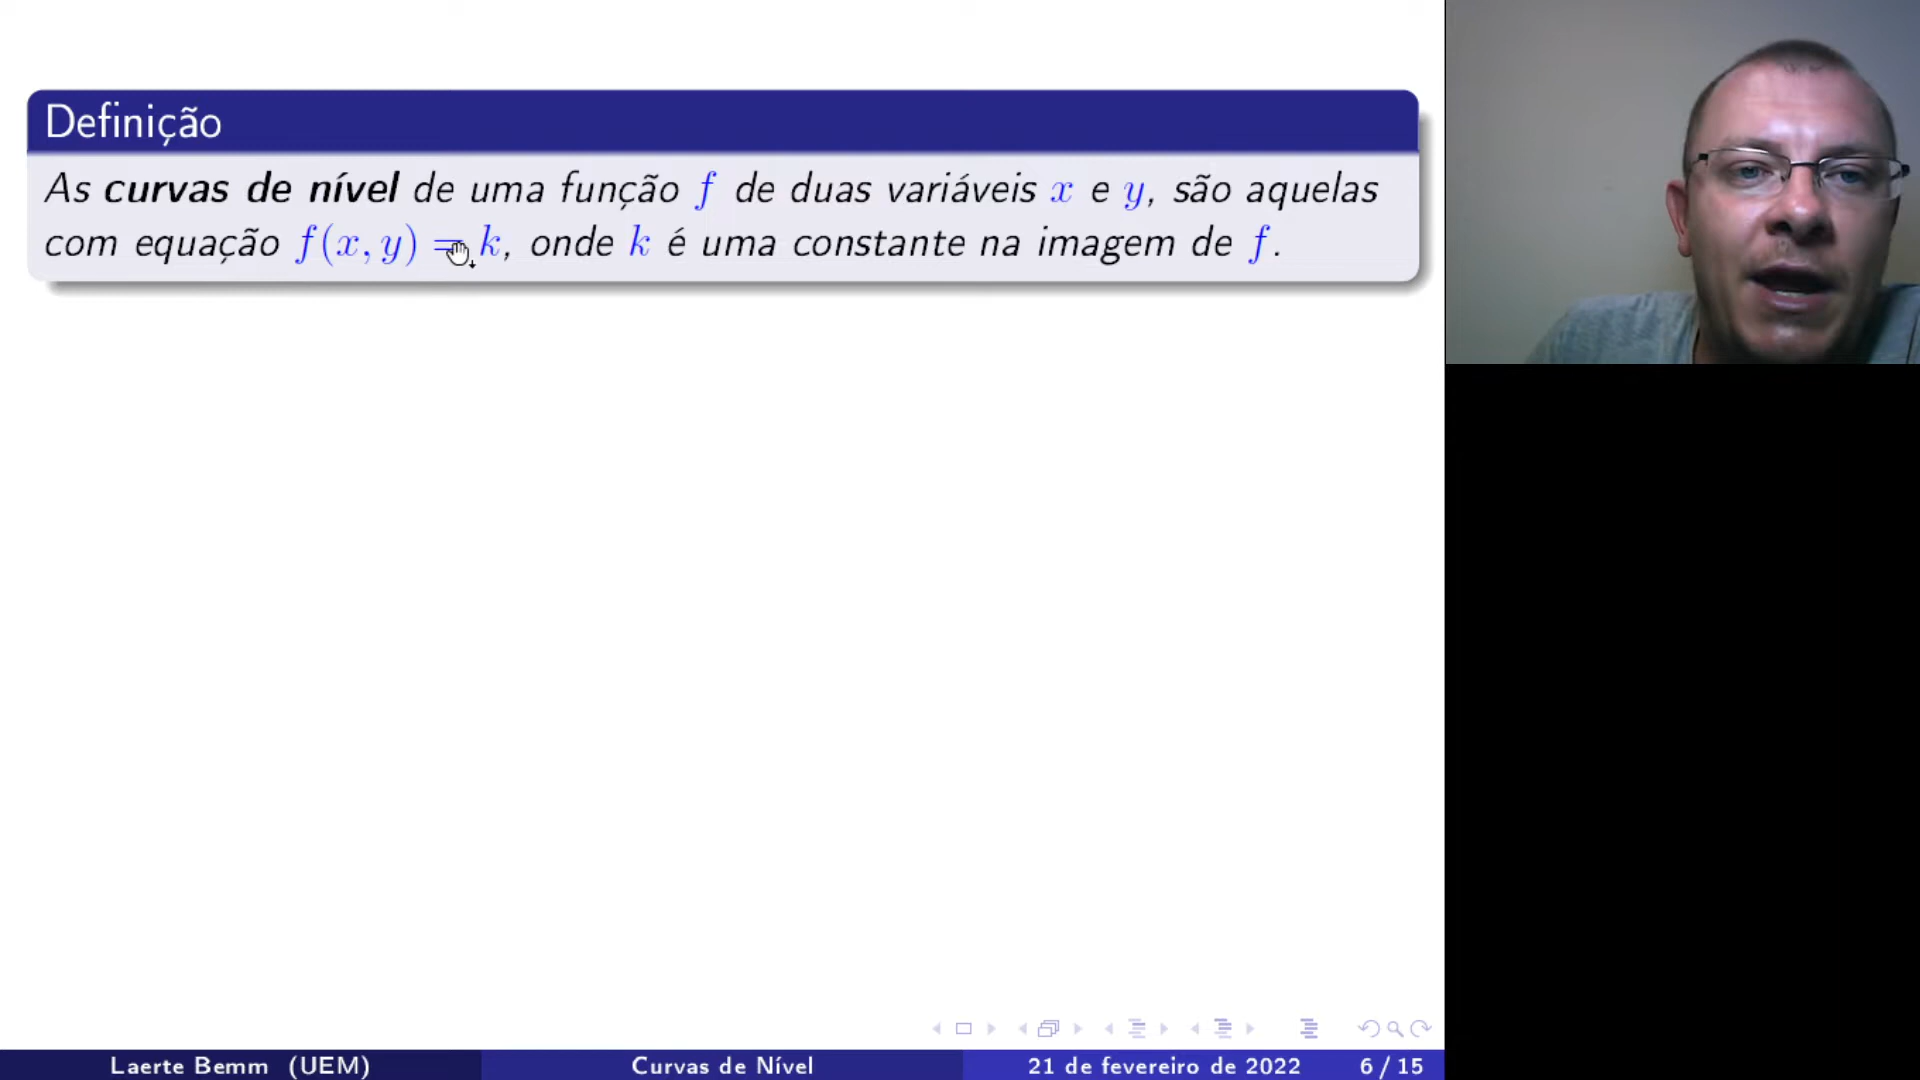 Definição
As curvas de nível de uma função f de duas variáveis x e y, são aquelas
com equação f(x, y) = k, onde k é uma constante na imagem de f.
Laerte Bemm (UEM) Curvas de Nível 21 de fevereiro de 2022 6 / 15